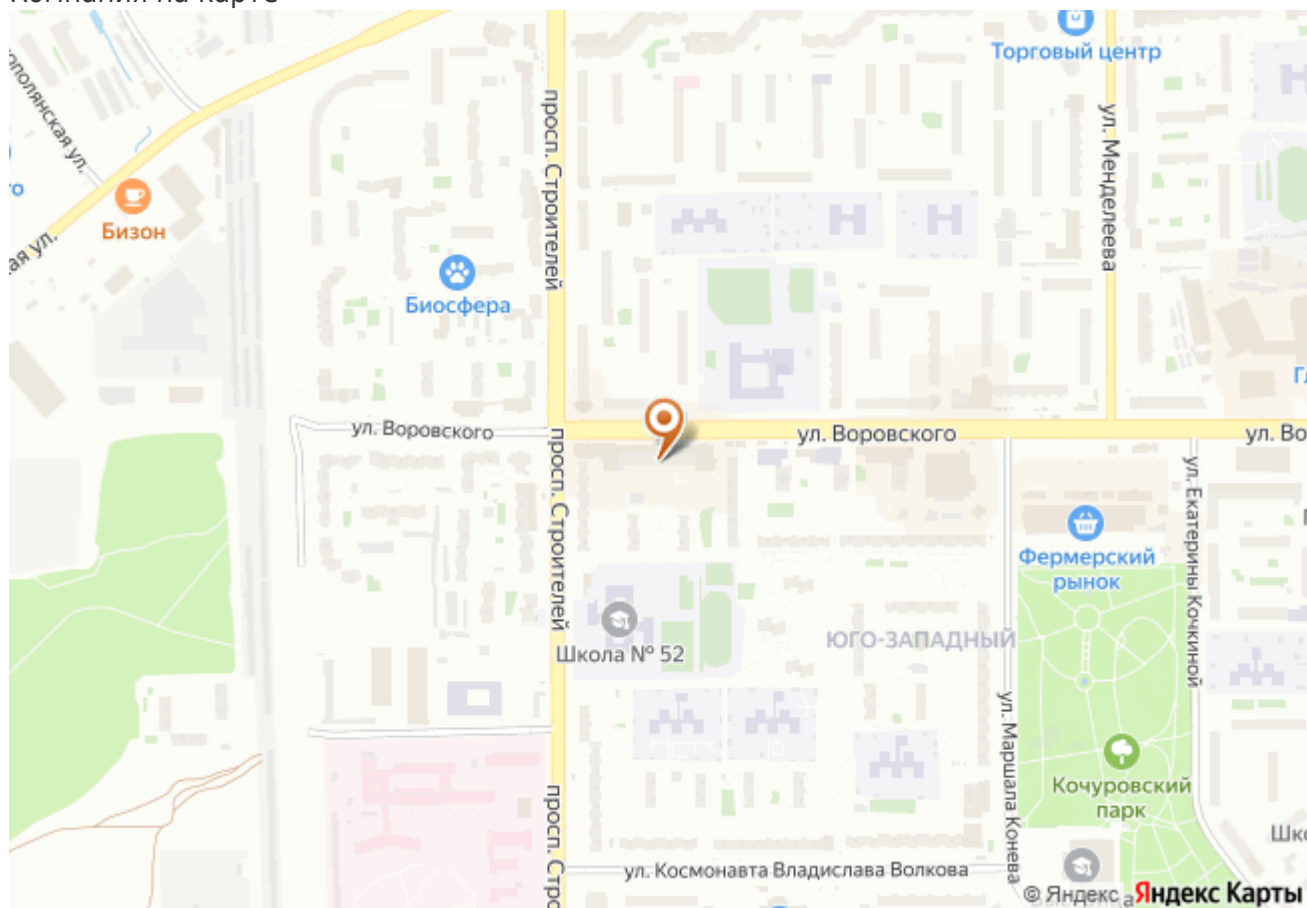 Торговый центр
просп. Строителей
ул. Менделеева
Бизон
Биосфера
ул. Воровского
ул. Воровского
просп. Строителей
ул. Екатерины Кочкиной
Фермерский
рынок
Школа № 52
ЮГО-ЗАПАДНЫЙ
ул. Маршала Конева
Кочуровский
парк
ул. Космонавта Владислава Волкова
© Яндекс
Яндекс Карты